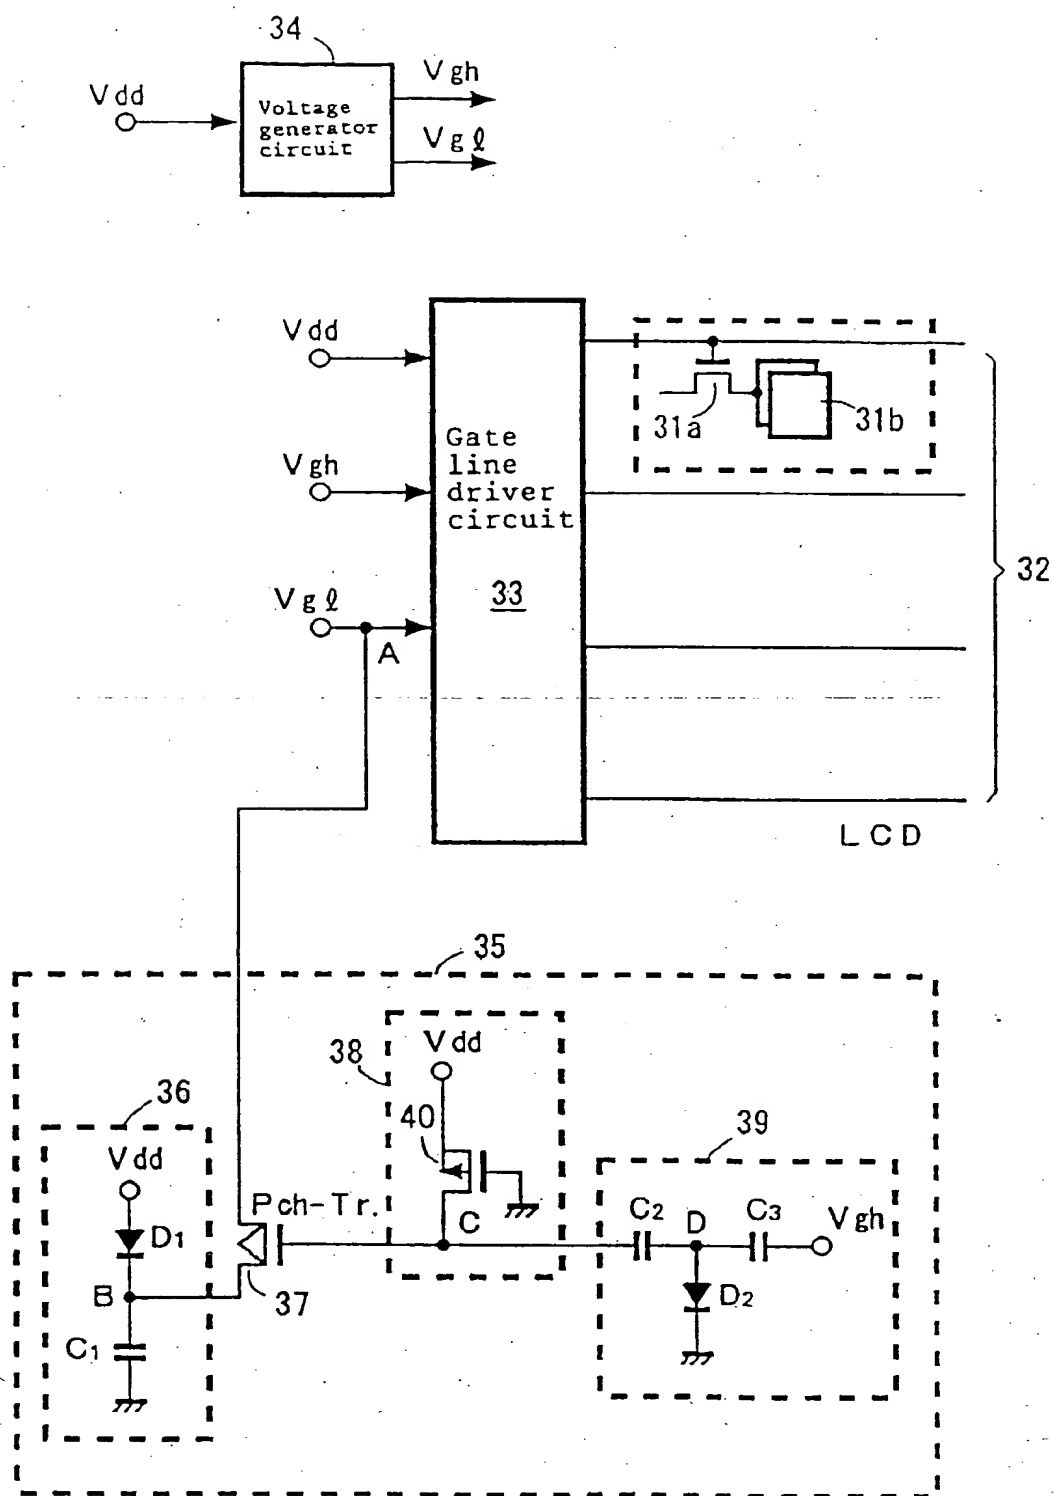 34
Vdd
Voltage
generator
circuit
Vgh
Vgℓ
Vdd
Vgh
Vgℓ
A
Gate
line
driver
circuit
33
31a
31b
32
LCD
35
38
Vdd
40
36
Vdd
D1
B
C1
Pch-Tr.
37
C
39
C2
D
C3
Vgh
D2